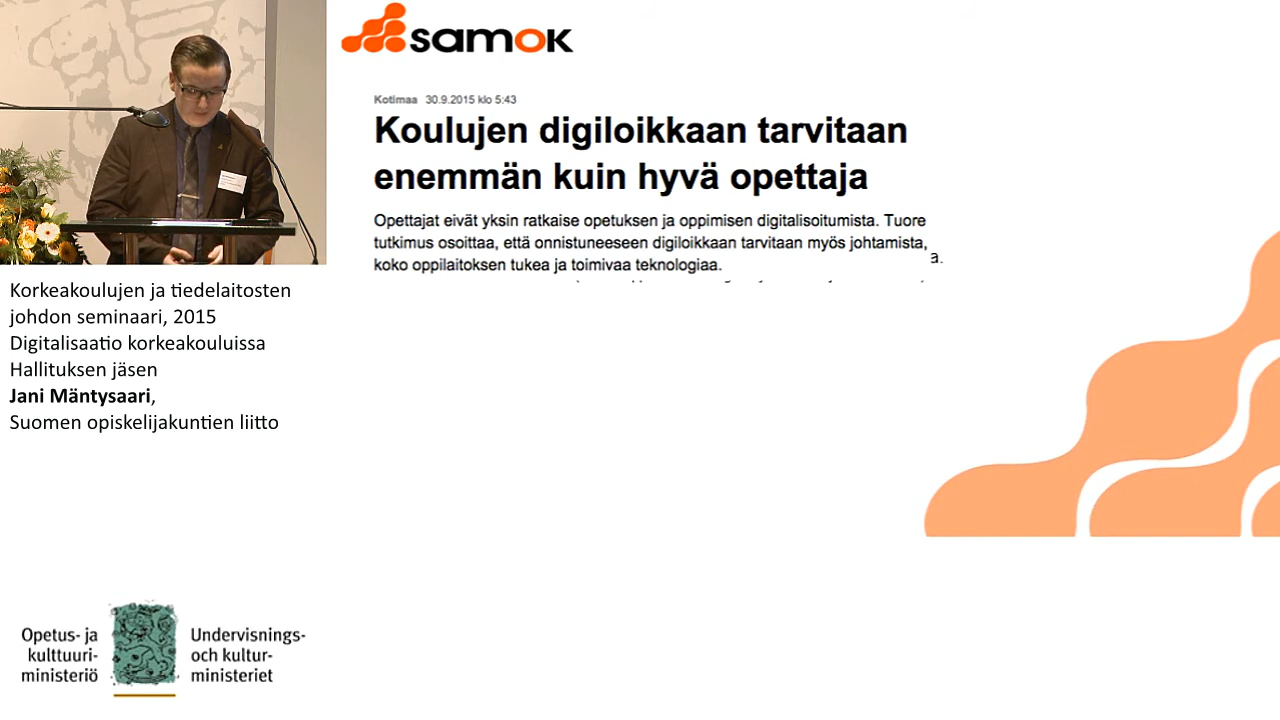 samok
Kotimaa 30.9.2015 klo 5:43
Koulujen digiloikkaan tarvitaan
enemmän kuin hyvä opettaja
Opettajat eivät yksin ratkaise opetuksen ja oppimisen digitalisoitumista. Tuore
tutkimus osoittaa, että onnistuneeseen digiloikkaan tarvitaan myös johtamista,
koko oppilaitoksen tukea ja toimivaa teknologiaa.
a.
Korkeakoulujen ja tiedelaitosten
johdon seminaari, 2015
Digitalisaatio korkeakouluissa
Hallituksen jäsen
Jani Mäntysaari,
Suomen opiskelijakuntien liitto
Opetus- ja
kulttuuri-
ministeriö
Undervisnings-
och kultur-
ministeriet